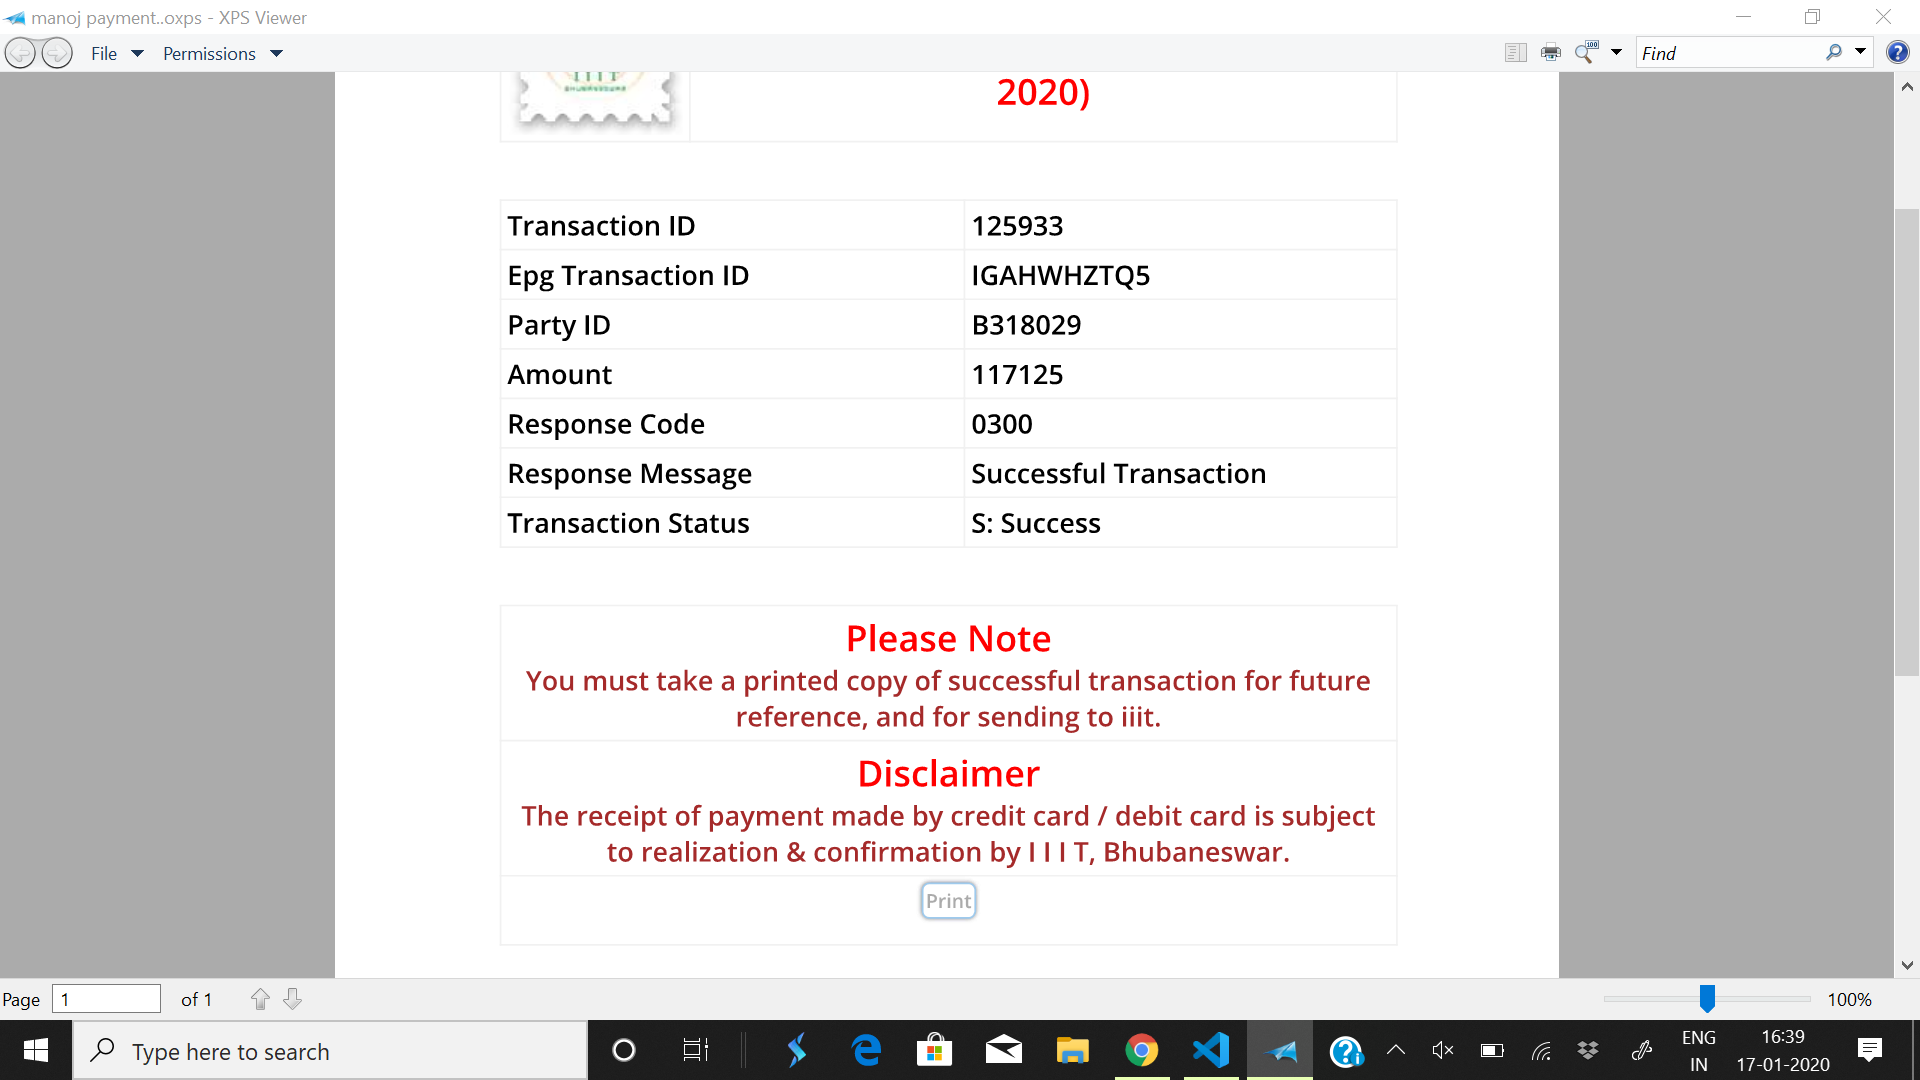 manoj payment..oxps - XPS Viewer
File Permissions
100
Find
?
IIIT
BHUBANESWAR
2020)
Transaction ID 125933
Epg Transaction ID IGAHWHZTQ5
Party ID B318029
Amount 117125
Response Code 0300
Response Message Successful Transaction
Transaction Status S: Success
Please Note
You must take a printed copy of successful transaction for future
reference, and for sending to iiit.
Disclaimer
The receipt of payment made by credit card / debit card is subject
to realization & confirmation by I I I T, Bhubaneswar.
Print
Page 1 of 1 100%
Type here to search
ENG 16:39
IN 17-01-2020